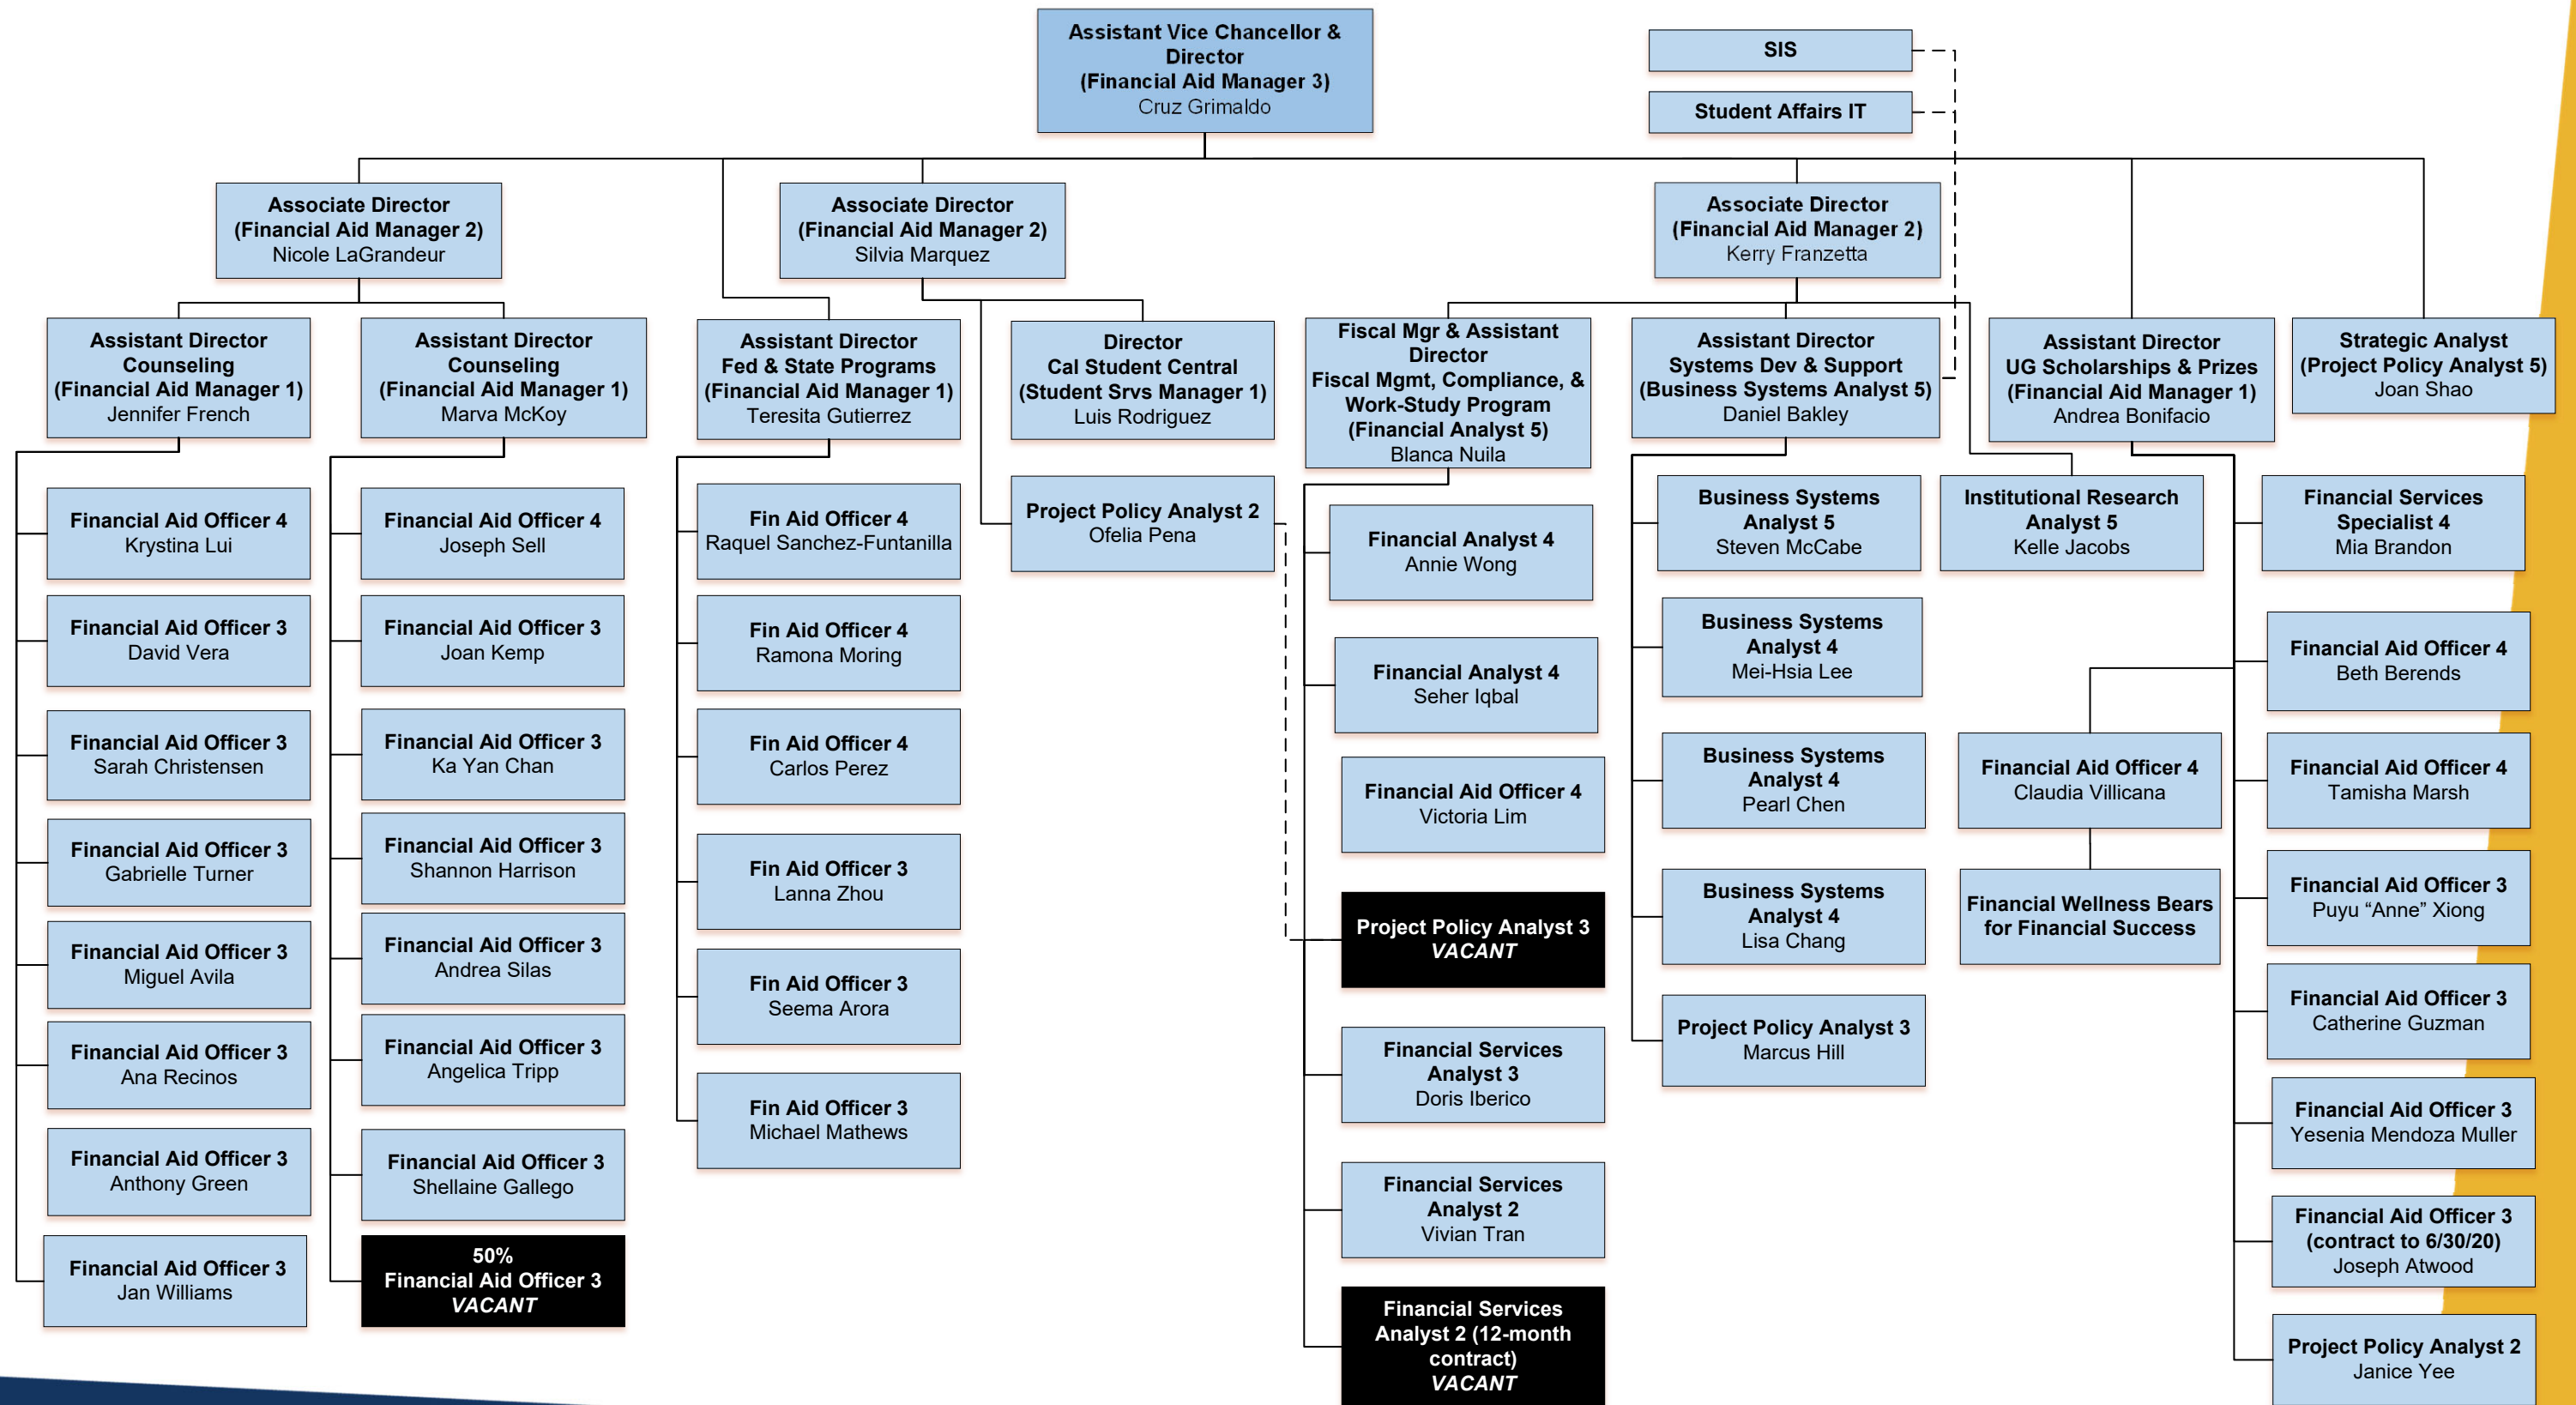 Assistant Vice Chancellor &
Director
(Financial Aid Manager 3)
Cruz Grimaldo
SIS
Student Affairs IT
Associate Director
(Financial Aid Manager 2)
Nicole LaGrandeur
Associate Director
(Financial Aid Manager 2)
Silvia Marquez
Associate Director
(Financial Aid Manager 2)
Kerry Franzetta
Assistant Director
Counseling
(Financial Aid Manager 1)
Jennifer French
Assistant Director
Counseling
(Financial Aid Manager 1)
Marva McKoy
Assistant Director
Fed & State Programs
(Financial Aid Manager 1)
Teresita Gutierrez
Director
Cal Student Central
(Student Srvs Manager 1)
Luis Rodriguez
Fiscal Mgr & Assistant
Director
Fiscal Mgmt, Compliance, &
Work-Study Program
(Financial Analyst 5)
Blanca Nuila
Assistant Director
Systems Dev & Support
(Business Systems Analyst 5)
Daniel Bakley
Assistant Director
UG Scholarships & Prizes
(Financial Aid Manager 1)
Andrea Bonifacio
Strategic Analyst
(Project Policy Analyst 5)
Joan Shao
Financial Aid Officer 4
Krystina Lui
Financial Aid Officer 3
David Vera
Financial Aid Officer 3
Sarah Christensen
Financial Aid Officer 3
Gabrielle Turner
Financial Aid Officer 3
Miguel Avila
Financial Aid Officer 3
Ana Recinos
Financial Aid Officer 3
Anthony Green
Financial Aid Officer 3
Jan Williams
Financial Aid Officer 4
Joseph Sell
Financial Aid Officer 3
Joan Kemp
Financial Aid Officer 3
Ka Yan Chan
Financial Aid Officer 3
Shannon Harrison
Financial Aid Officer 3
Andrea Silas
Financial Aid Officer 3
Angelica Tripp
Financial Aid Officer 3
Shellaine Gallego
50%
Financial Aid Officer 3
VACANT
Fin Aid Officer 4
Raquel Sanchez-Funtanilla
Fin Aid Officer 4
Ramona Moring
Fin Aid Officer 4
Carlos Perez
Fin Aid Officer 3
Lanna Zhou
Fin Aid Officer 3
Seema Arora
Fin Aid Officer 3
Michael Mathews
Project Policy Analyst 2
Ofelia Pena
Financial Analyst 4
Annie Wong
Financial Analyst 4
Seher Iqbal
Financial Aid Officer 4
Victoria Lim
Project Policy Analyst 3
VACANT
Financial Services
Analyst 3
Doris Iberico
Financial Services
Analyst 2
Vivian Tran
Financial Services
Analyst 2 (12-month
contract)
VACANT
Business Systems
Analyst 5
Steven McCabe
Business Systems
Analyst 4
Mei-Hsia Lee
Business Systems
Analyst 4
Pearl Chen
Business Systems
Analyst 4
Lisa Chang
Project Policy Analyst 3
Marcus Hill
Institutional Research
Analyst 5
Kelle Jacobs
Financial Aid Officer 4
Claudia Villicana
Financial Wellness Bears
for Financial Success
Financial Services
Specialist 4
Mia Brandon
Financial Aid Officer 4
Beth Berends
Financial Aid Officer 4
Tamisha Marsh
Financial Aid Officer 3
Puyu “Anne” Xiong
Financial Aid Officer 3
Catherine Guzman
Financial Aid Officer 3
Yesenia Mendoza Muller
Financial Aid Officer 3
(contract to 6/30/20)
Joseph Atwood
Project Policy Analyst 2
Janice Yee